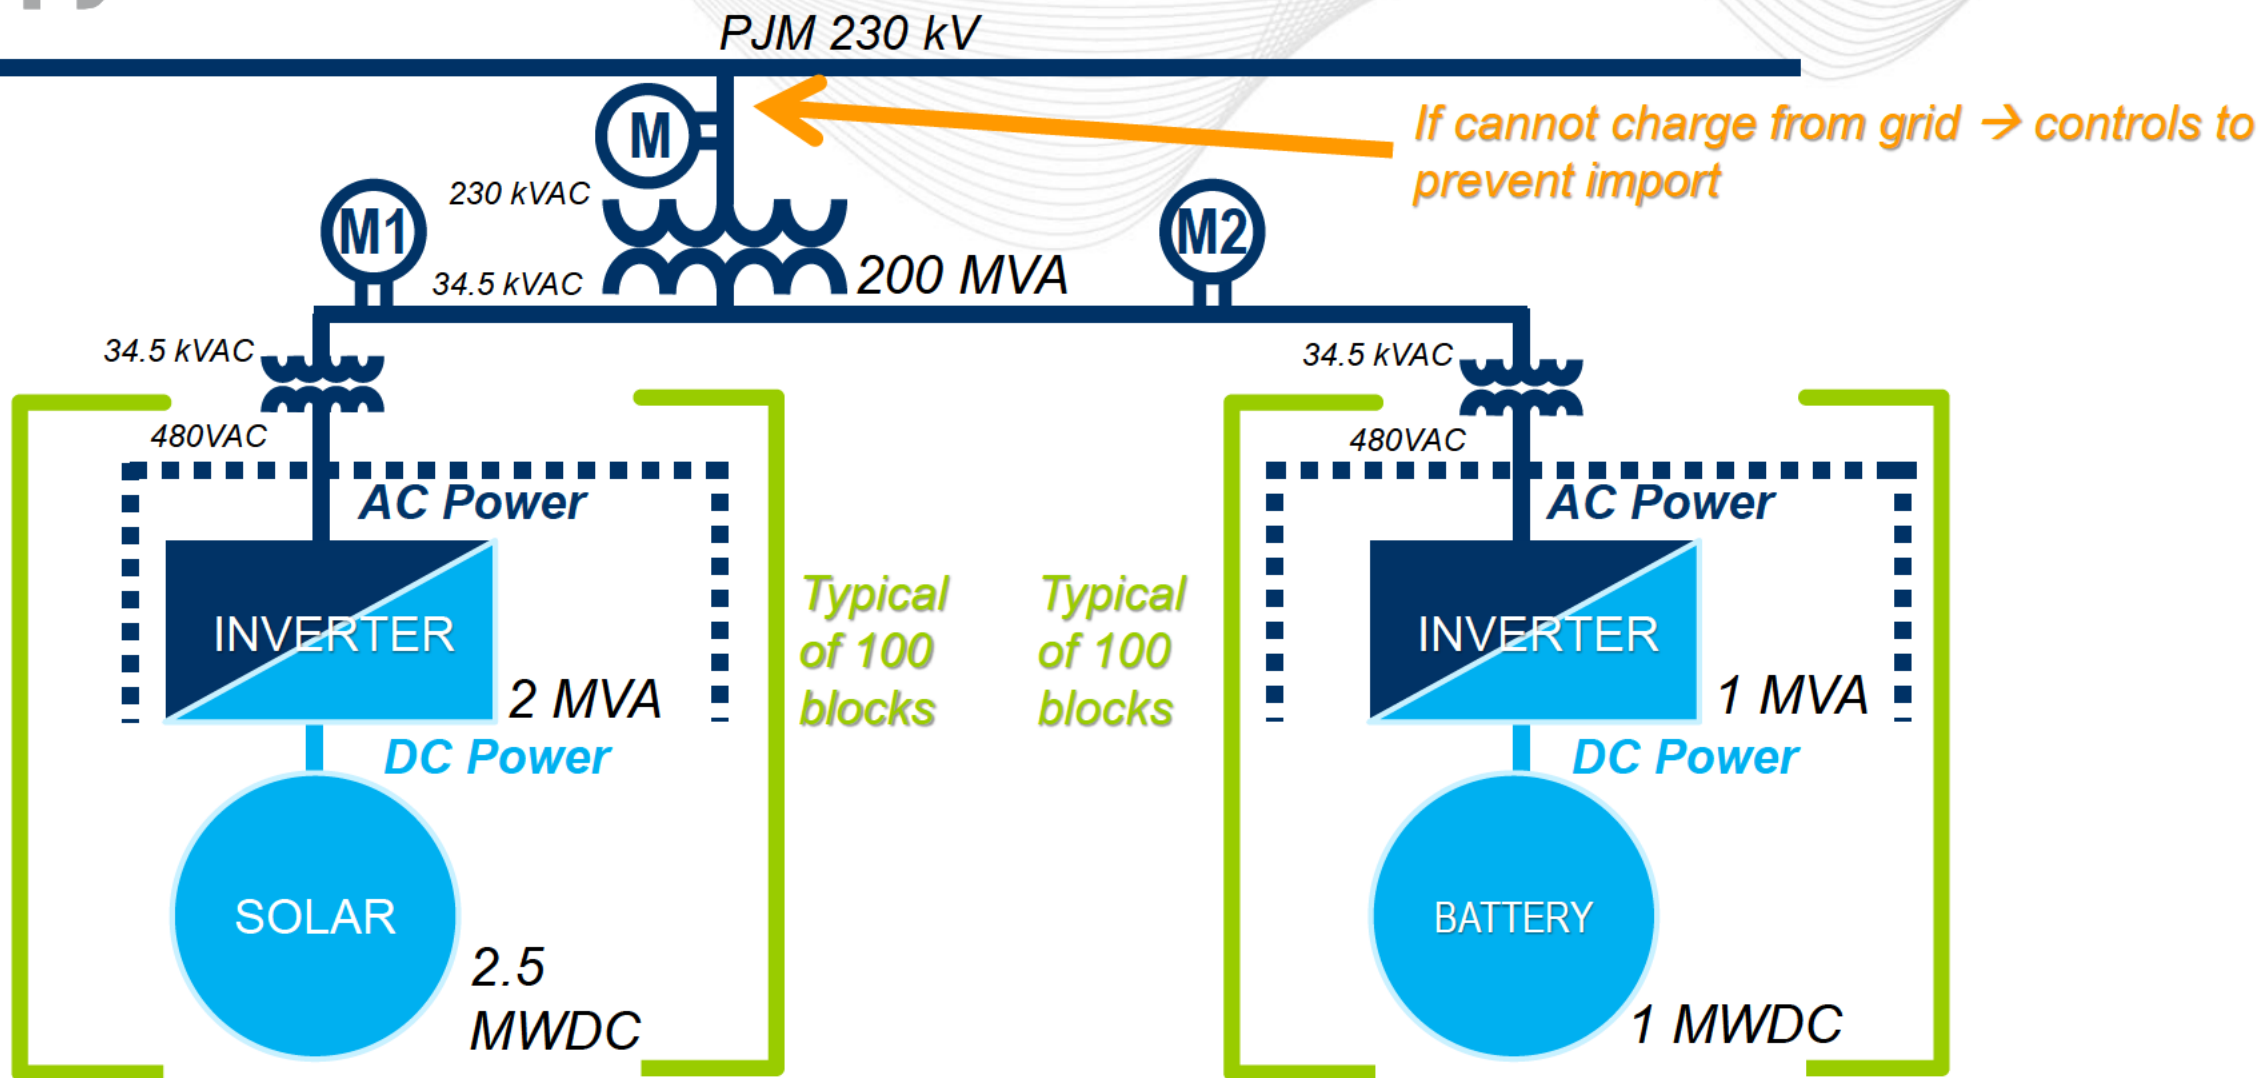 PJM 230 kV
If cannot charge from grid → controls to
prevent import
M
230 kVAC
M1
M2
34.5 kVAC
200 MVA
34.5 kVAC
34.5 kVAC
480VAC
480VAC
AC Power
AC Power
INVERTER
2 MVA
Typical
of 100
blocks
Typical
of 100
blocks
INVERTER
1 MVA
DC Power
DC Power
SOLAR
2.5
MWDC
BATTERY
1 MWDC